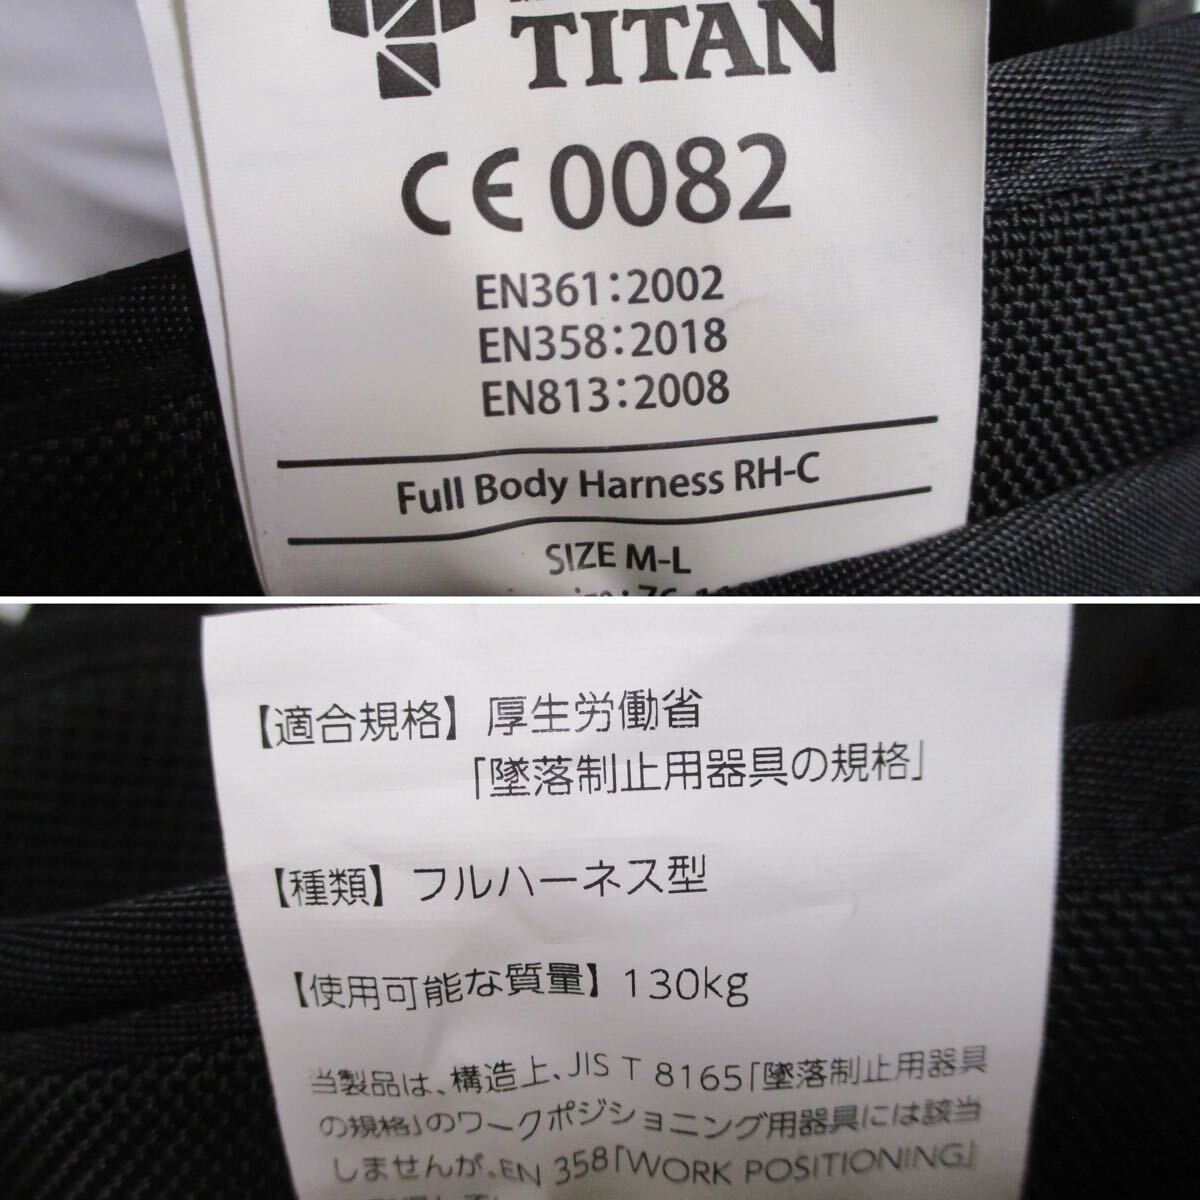 TITAN
CE 0082
EN361:2002
EN358:2018
EN813:2008
Full Body Harness RH-C
SIZE M-L
【適合規格】厚生労働省
「墜落制止用器具の規格」
【種類】フルハーネス型
【使用可能な質量】130kg
当製品は、構造上、JIS T 8165「墜落制止用器具
の規格」のワークポジショニング用器具には該当
しませんが、EN 358「WORK POSITIONING」